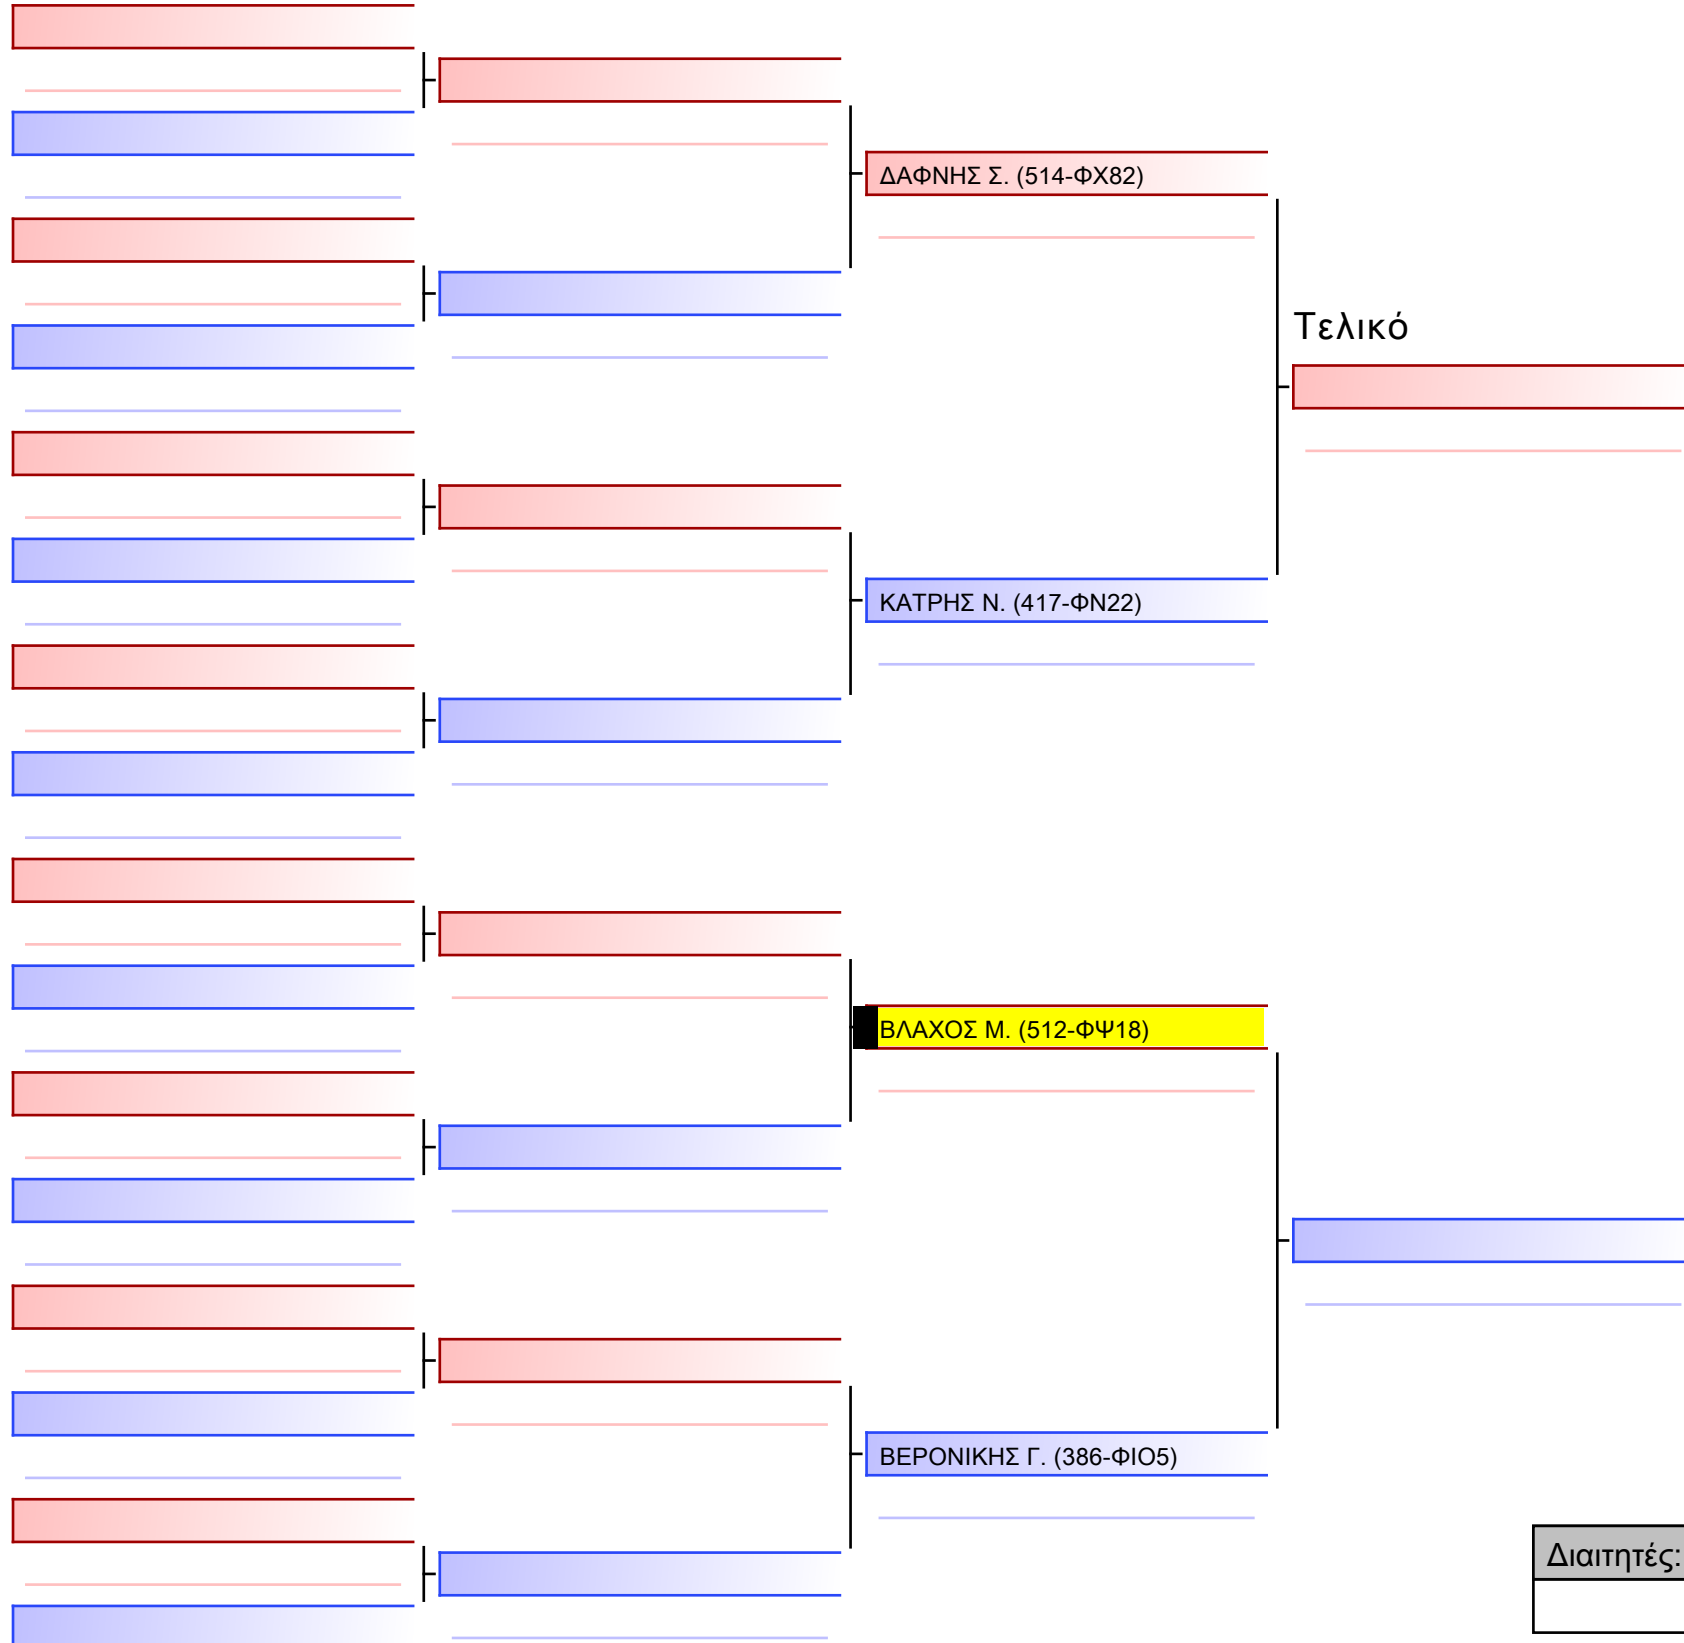 ΔΑΦΝΗΣ Σ. (514-ΦΧ82)
Τελικό
ΚΑΤΡΗΣ Ν. (417-ΦΝ22)
ΒΛΑΧΟΣ Μ. (512-ΦΨ18)
ΒΕΡΟΝΙΚΗΣ Γ. (386-ΦΙΟ5)
Διαιτητές: